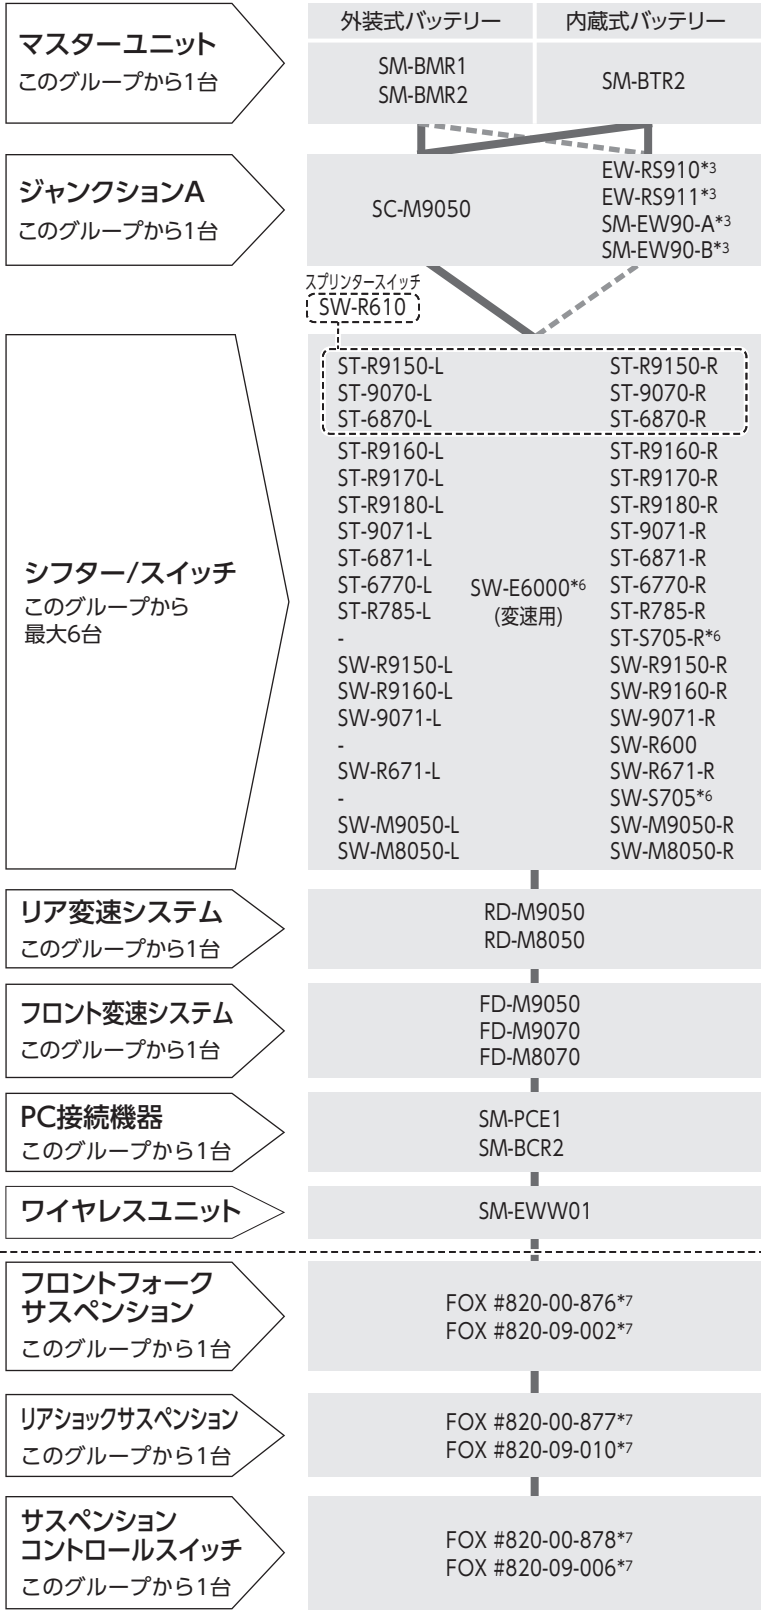 外装式バッテリー
内蔵式バッテリー
マスターユニット
このグループから1台
SM-BMR1
SM-BMR2
SM-BTR2
ジャンクションA
このグループから1台
SC-M9050
EW-RS910*3
EW-RS911*3
SM-EW90-A*3
SM-EW90-B*3
スプリンタースイッチ
SW-R610
シフター/スイッチ
このグループから
最大6台
ST-R9150-L
ST-9070-L
ST-6870-L
ST-R9160-L
ST-R9170-L
ST-R9180-L
ST-9071-L
ST-6871-L
ST-6770-L
ST-R785-L
-
SW-R9150-L
SW-R9160-L
SW-9071-L
-
SW-R671-L
-
SW-M9050-L
SW-M8050-L
SW-E6000*6
(変速用)
ST-R9150-R
ST-9070-R
ST-6870-R
ST-R9160-R
ST-R9170-R
ST-R9180-R
ST-9071-R
ST-6871-R
ST-6770-R
ST-R785-R
ST-S705-R*6
SW-R9150-R
SW-R9160-R
SW-9071-R
SW-R600
SW-R671-R
SW-S705*6
SW-M9050-R
SW-M8050-R
リア変速システム
このグループから1台
RD-M9050
RD-M8050
フロント変速システム
このグループから1台
FD-M9050
FD-M9070
FD-M8070
PC接続機器
このグループから1台
SM-PCE1
SM-BCR2
ワイヤレスユニット
SM-EWW01
フロントフォーク
サスペンション
このグループから1台
FOX #820-00-876*7
FOX #820-09-002*7
リアショックサスペンション
このグループから1台
FOX #820-00-877*7
FOX #820-09-010*7
サスペンション
コントロールスイッチ
このグループから1台
FOX #820-00-878*7
FOX #820-09-006*7